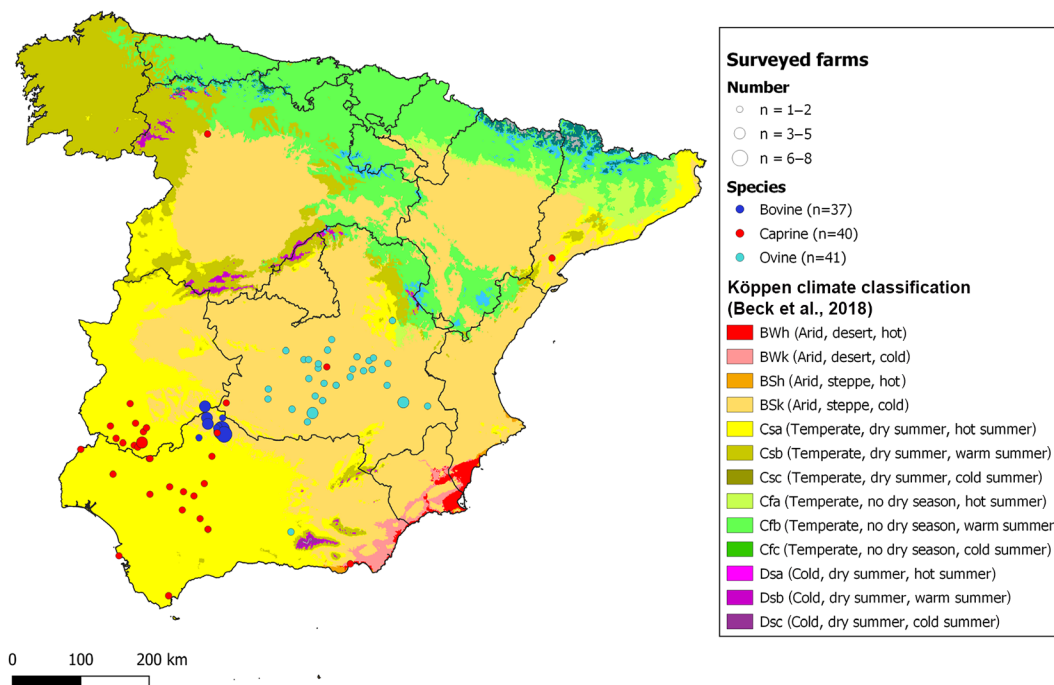 Surveyed farms
Number
n = 1–2
n = 3–5
n = 6–8
Species
Bovine (n=37)
Caprine (n=40)
Ovine (n=41)
Köppen climate classification
(Beck et al., 2018)
BWh (Arid, desert, hot)
BWk (Arid, desert, cold)
BSh (Arid, steppe, hot)
BSk (Arid, steppe, cold)
Csa (Temperate, dry summer, hot summer)
Csb (Temperate, dry summer, warm summer)
Csc (Temperate, dry summer, cold summer)
Cfa (Temperate, no dry season, hot summer)
Cfb (Temperate, no dry season, warm summer
Cfc (Temperate, no dry season, cold summer)
Dsa (Cold, dry summer, hot summer)
Dsb (Cold, dry summer, warm summer)
Dsc (Cold, dry summer, cold summer)
0 100 200 km